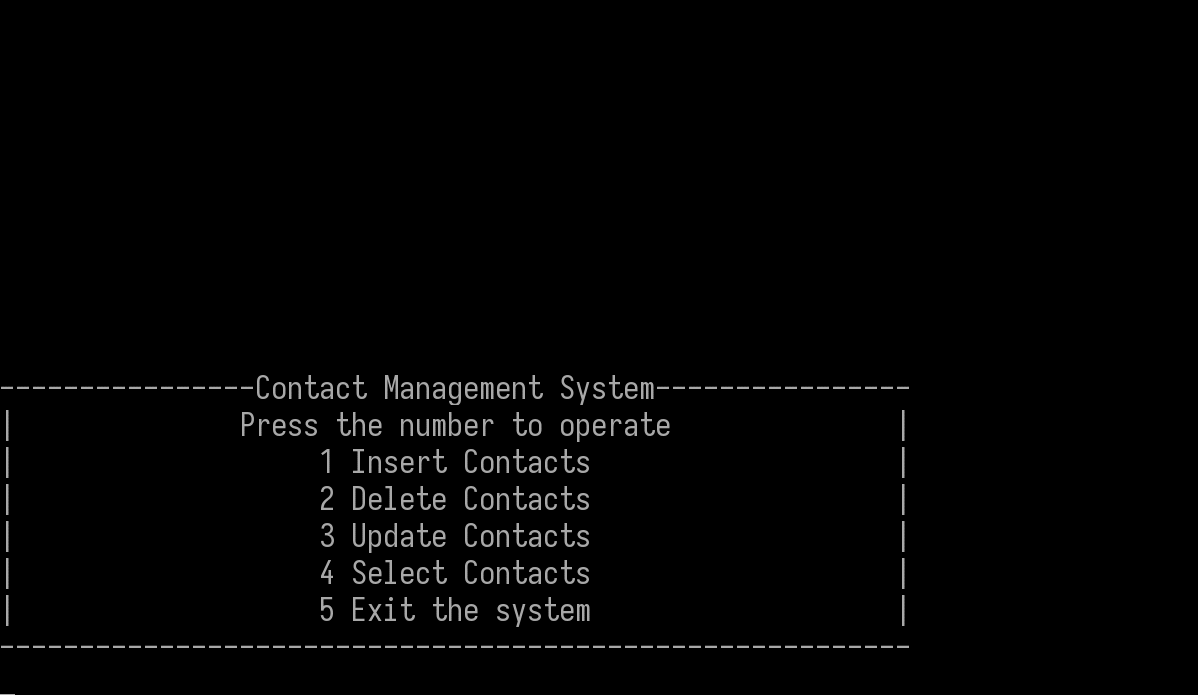 ----------------Contact Management System----------------
|              Press the number to operate              |
|                   1 Insert Contacts                   |
|                   2 Delete Contacts                   |
|                   3 Update Contacts                   |
|                   4 Select Contacts                   |
|                   5 Exit the system                   |
---------------------------------------------------------